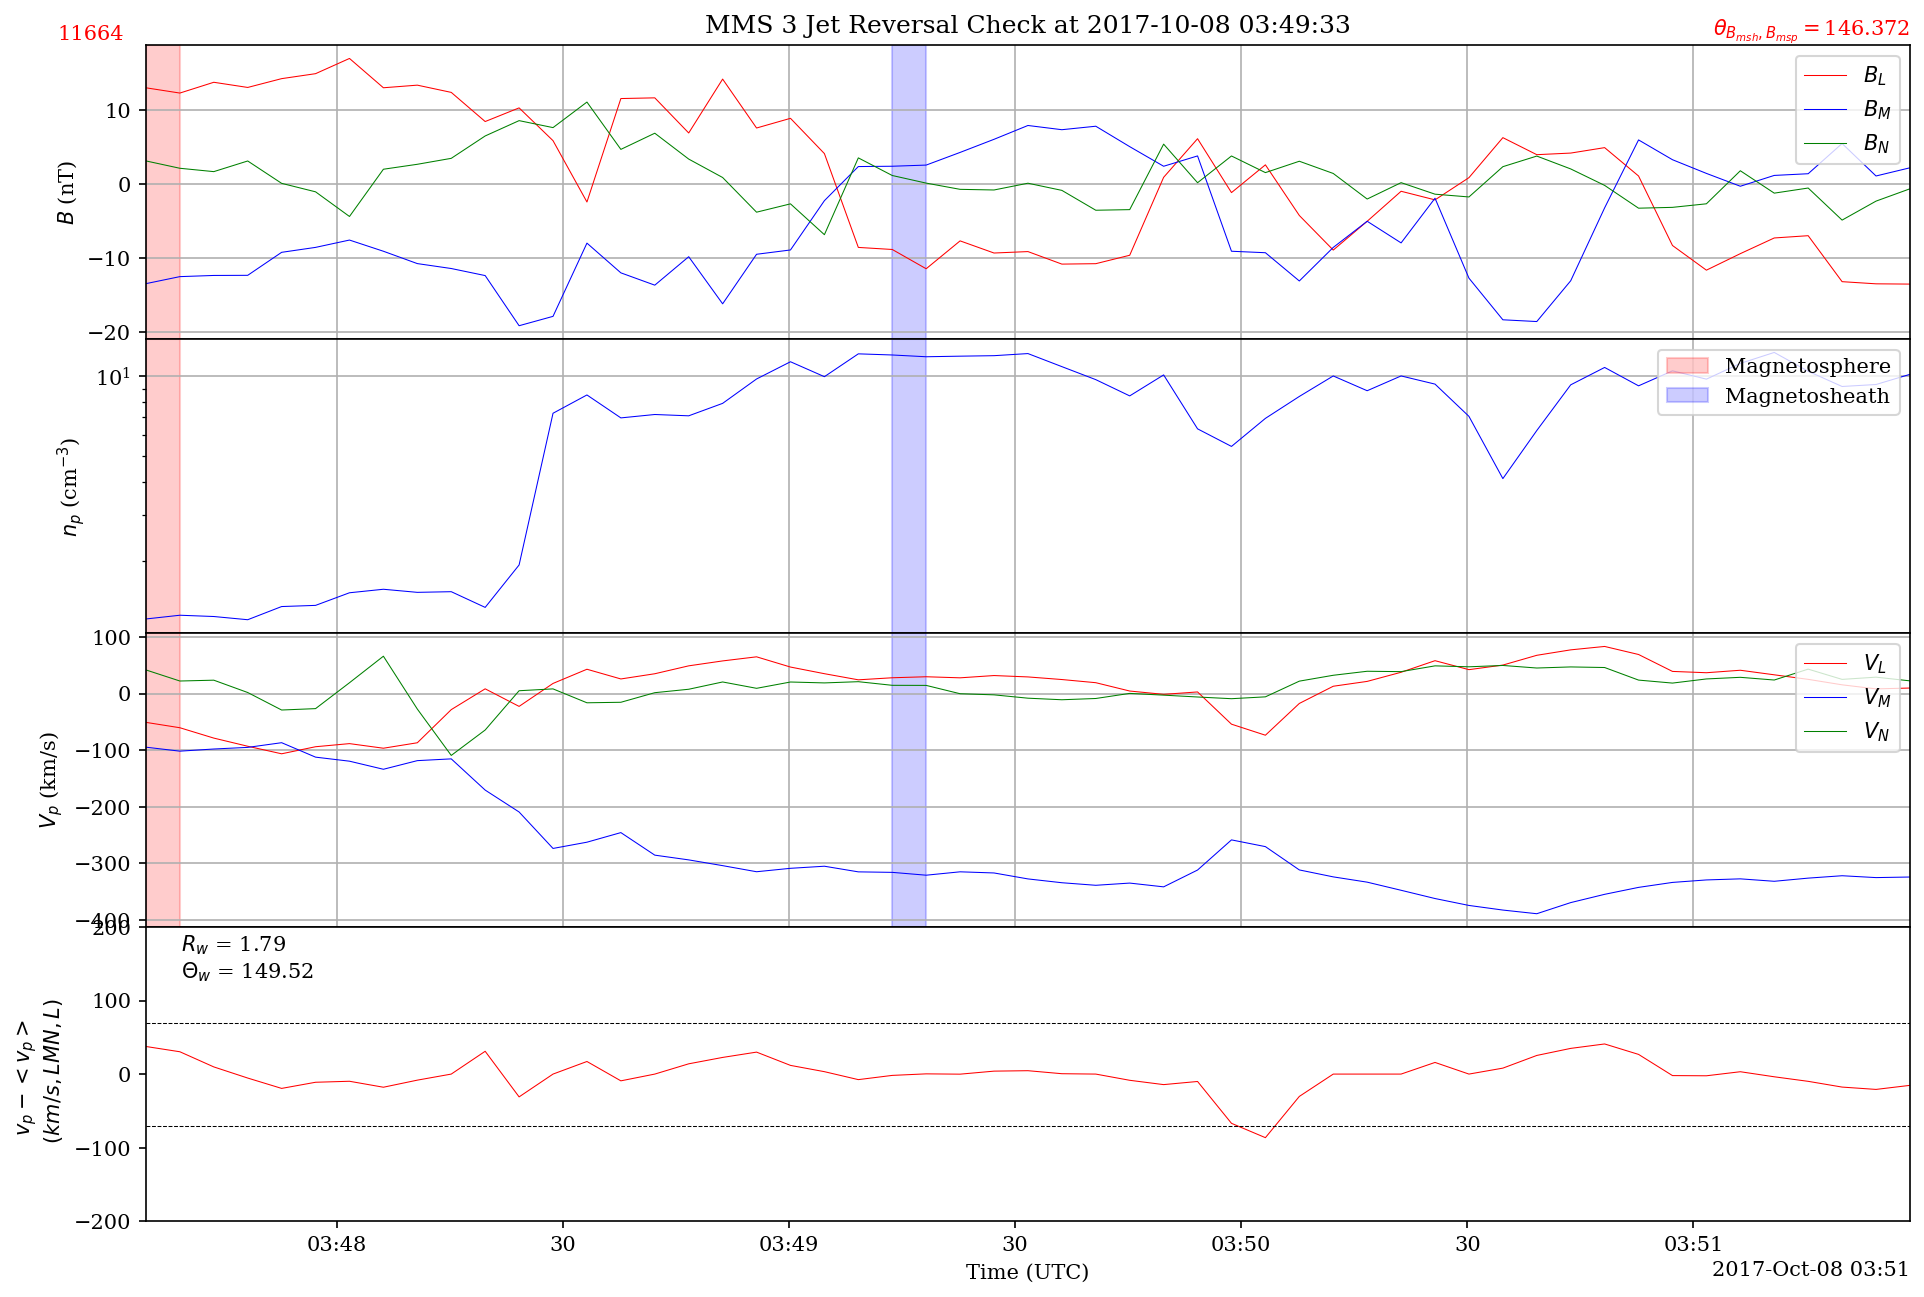 11664
MMS 3 Jet Reversal Check at 2017-10-08 03:49:33
θ_{B_{msh}, B_{msp}} = 146.372
B (nT)
10
0
−10
−20
B_L
B_M
B_N
n_p (cm^{−3})
10^1
Magnetosphere
Magnetosheath
V_p (km/s)
100
0
−100
−200
−300
−400
V_L
V_M
V_N
v_p − < v_p >
(km/s, LMN, L)
200
100
0
−100
−200
R_w = 1.79
Θ_w = 149.52
03:48
30
03:49
30
03:50
30
03:51
Time (UTC)
2017-Oct-08 03:51